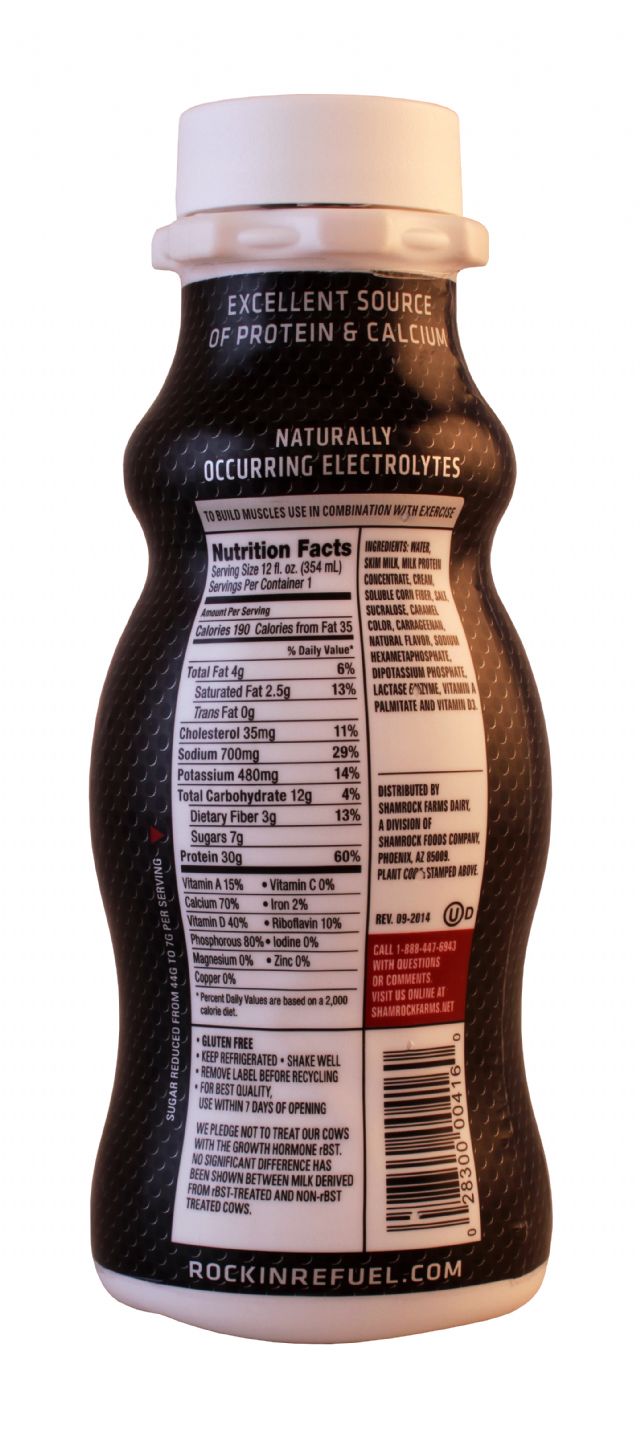 EXCELLENT SOURCE
OF PROTEIN & CALCIUM
NATURALLY
OCCURRING ELECTROLYTES
TO BUILD MUSCLES USE IN COMBINATION WITH EXERCISE
Nutrition Facts
Serving Size 12 fl. oz. (354 mL)
Servings Per Container 1
Amount Per Serving
Calories 190 Calories from Fat 35
% Daily Value*
Total Fat 4g 6%
Saturated Fat 2.5g 13%
Trans Fat 0g
Cholesterol 35mg 11%
Sodium 700mg 29%
Potassium 480mg 14%
Total Carbohydrate 12g 4%
Dietary Fiber 3g 13%
Sugars 7g
Protein 30g 60%
Vitamin A 15% • Vitamin C 0%
Calcium 70% • Iron 2%
Vitamin D 40% • Riboflavin 10%
Phosphorous 80% • Iodine 0%
Magnesium 0% • Zinc 0%
Copper 0%
* Percent Daily Values are based on a 2,000
calorie diet.
• GLUTEN FREE
• KEEP REFRIGERATED • SHAKE WELL
• REMOVE LABEL BEFORE RECYCLING
• FOR BEST QUALITY,
USE WITHIN 7 DAYS OF OPENING
WE PLEDGE NOT TO TREAT OUR COWS
WITH THE GROWTH HORMONE rBST.
NO SIGNIFICANT DIFFERENCE HAS
BEEN SHOWN BETWEEN MILK DERIVED
FROM rBST-TREATED AND NON-rBST
TREATED COWS.
INGREDIENTS: WATER,
SKIM MILK, MILK PROTEIN
CONCENTRATE, CREAM,
SOLUBLE CORN FIBER, SALT,
SUCRALOSE, CARAMEL
COLOR, CARRAGEENAN,
NATURAL FLAVOR, SODIUM
HEXAMETAPHOSPHATE,
DIPOTASSIUM PHOSPHATE,
LACTASE ENZYME, VITAMIN A
PALMITATE AND VITAMIN D3.
DISTRIBUTED BY
SHAMROCK FARMS DAIRY,
A DIVISION OF
SHAMROCK FOODS COMPANY,
PHOENIX, AZ 85009.
PLANT STAMPED ABOVE.
REV. 09-2014 U D
CALL 1-888-447-6943
WITH QUESTIONS
OR COMMENTS.
VISIT US ONLINE AT
SHAMROCKFARMS.NET
0 28300 00416 0
SUGAR REDUCED FROM 44G TO 7G PER SERVING
ROCKINREFUEL.COM